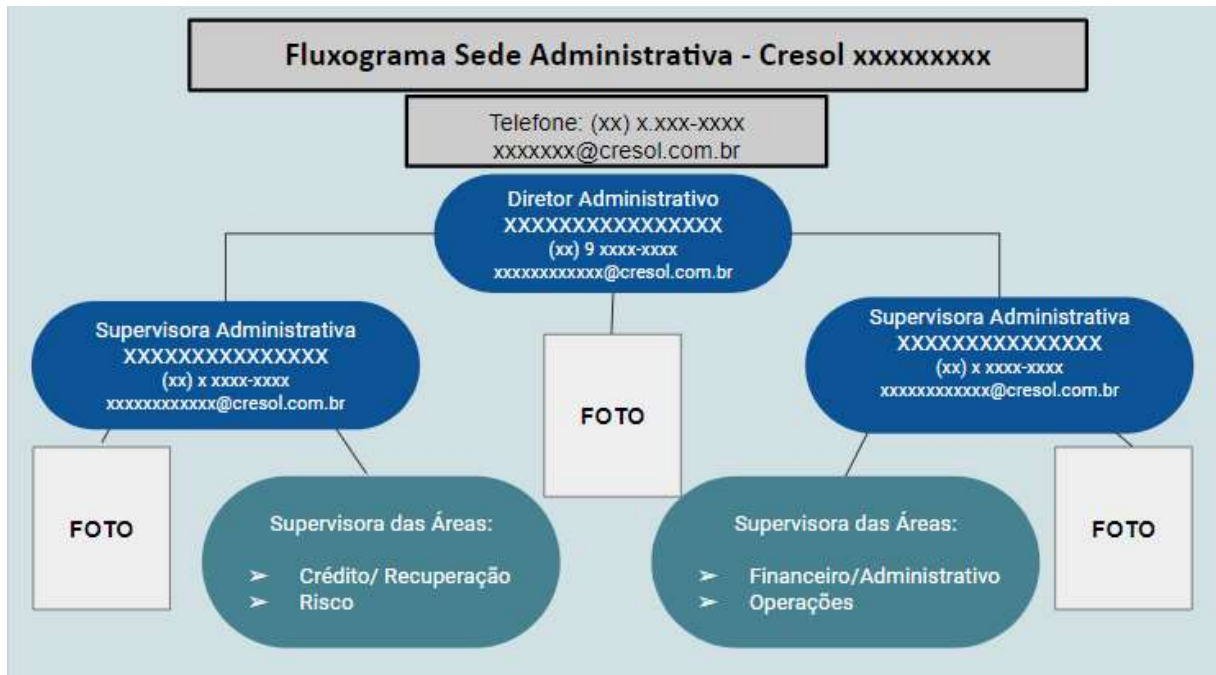 Fluxograma Sede Administrativa - Cresol xxxxxxxxx
Telefone: (xx) x.xxx-xxxx
xxxxxxx@cresol.com.br
Diretor Administrativo
XXXXXXXXXXXXXXXX
(xx) 9 xxxx-xxxx
xxxxxxxxxxxx@cresol.com.br
Supervisora Administrativa
XXXXXXXXXXXXXXX
(xx) x xxxx-xxxx
xxxxxxxxxxxx@cresol.com.br
Supervisora Administrativa
XXXXXXXXXXXXXXX
(xx) x xxxx-xxxx
xxxxxxxxxxxx@cresol.com.br
FOTO
FOTO
Supervisora das Áreas:
➢ Crédito/ Recuperação
➢ Risco
Supervisora das Áreas:
➢ Financeiro/Administrativo
➢ Operações
FOTO